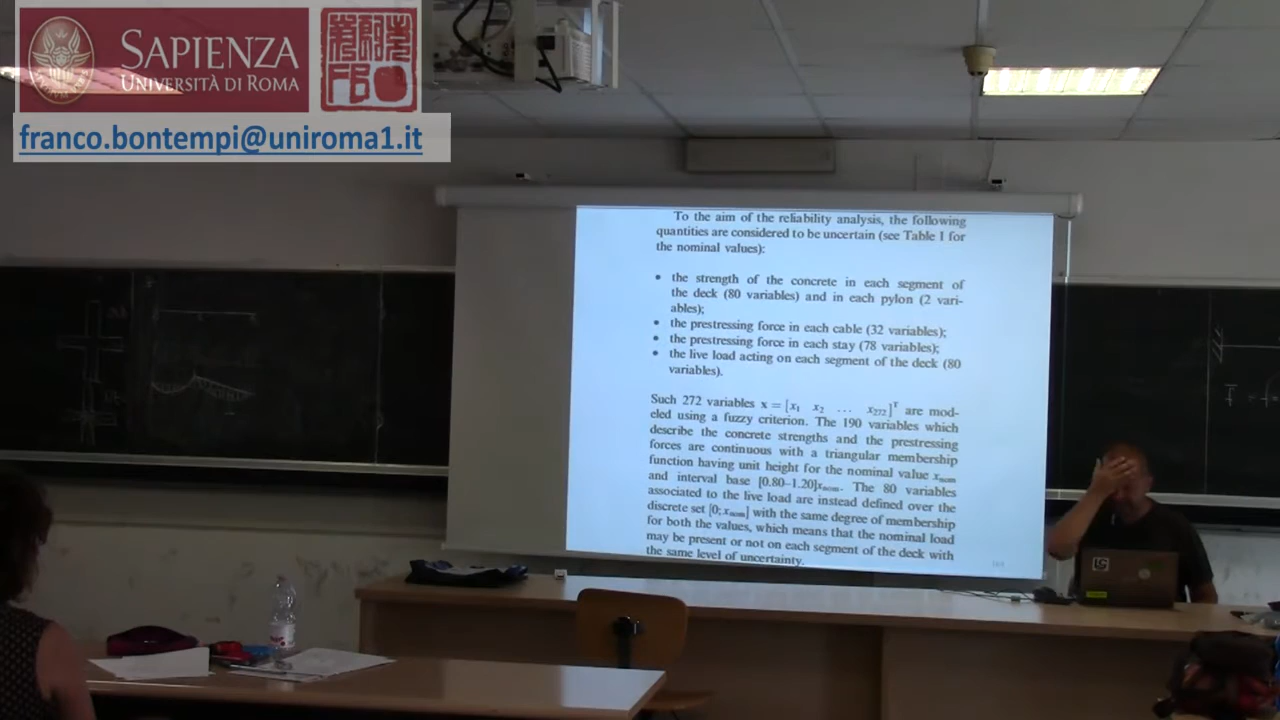 SAPIENZA
UNIVERSITÀ DI ROMA
FBO
franco.bontempi@uniroma1.it
To the aim of the reliability analysis, the following
quantities are considered to be uncertain (see Table 1 for
the nominal values):
• the strength of the concrete in each segment of
the deck (80 variables) and in each pylon (2 vari-
ables);
• the prestressing force in each cable (32 variables);
• the prestressing force in each stay (78 variables);
• the live load acting on each segment of the deck (80
variables).
Such 272 variables x = [x₁ x₂ … x₂₇₂]ᵀ are mod-
eled using a fuzzy criterion. The 190 variables which
describe the concrete strengths and the prestressing
forces are continuous with a triangular membership
function having unit height for the nominal value xₙₒₘ
and interval base [0.80–1.20]xₙₒₘ. The 80 variables
associated to the live load are instead defined over the
discrete set [0; xₙₒₘ] with the same degree of membership
for both the values, which means that the nominal load
may be present or not on each segment of the deck with
the same level of uncertainty.